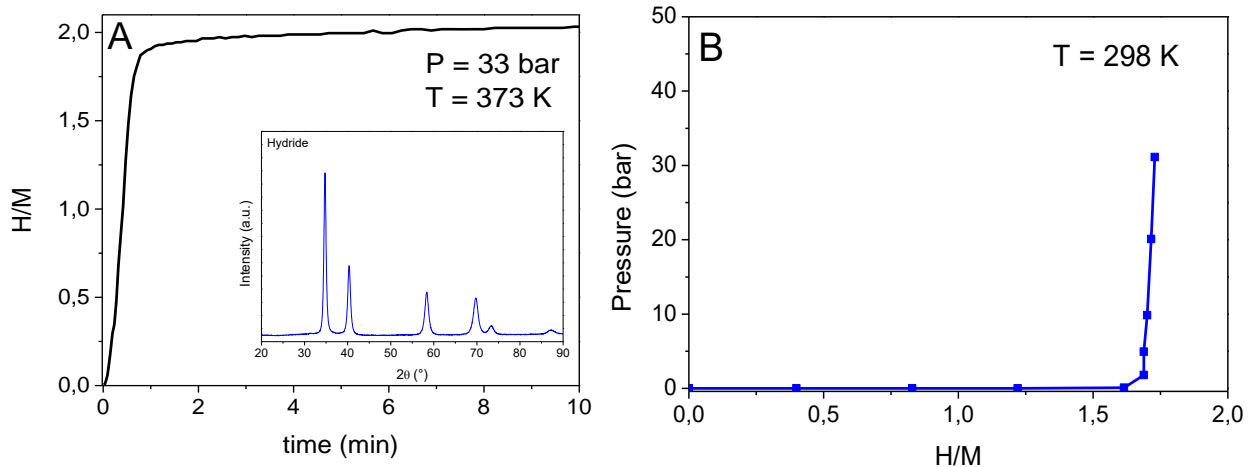 A
P = 33 bar
T = 373 K
H/M
2,0
1,5
1,0
0,5
0,0
0
2
4
6
8
10
time (min)
Hydride
Intensity (a.u.)
20
30
40
50
60
70
80
90
2θ (°)
B
T = 298 K
Pressure (bar)
50
40
30
20
10
0
0,0
0,5
1,0
1,5
2,0
H/M